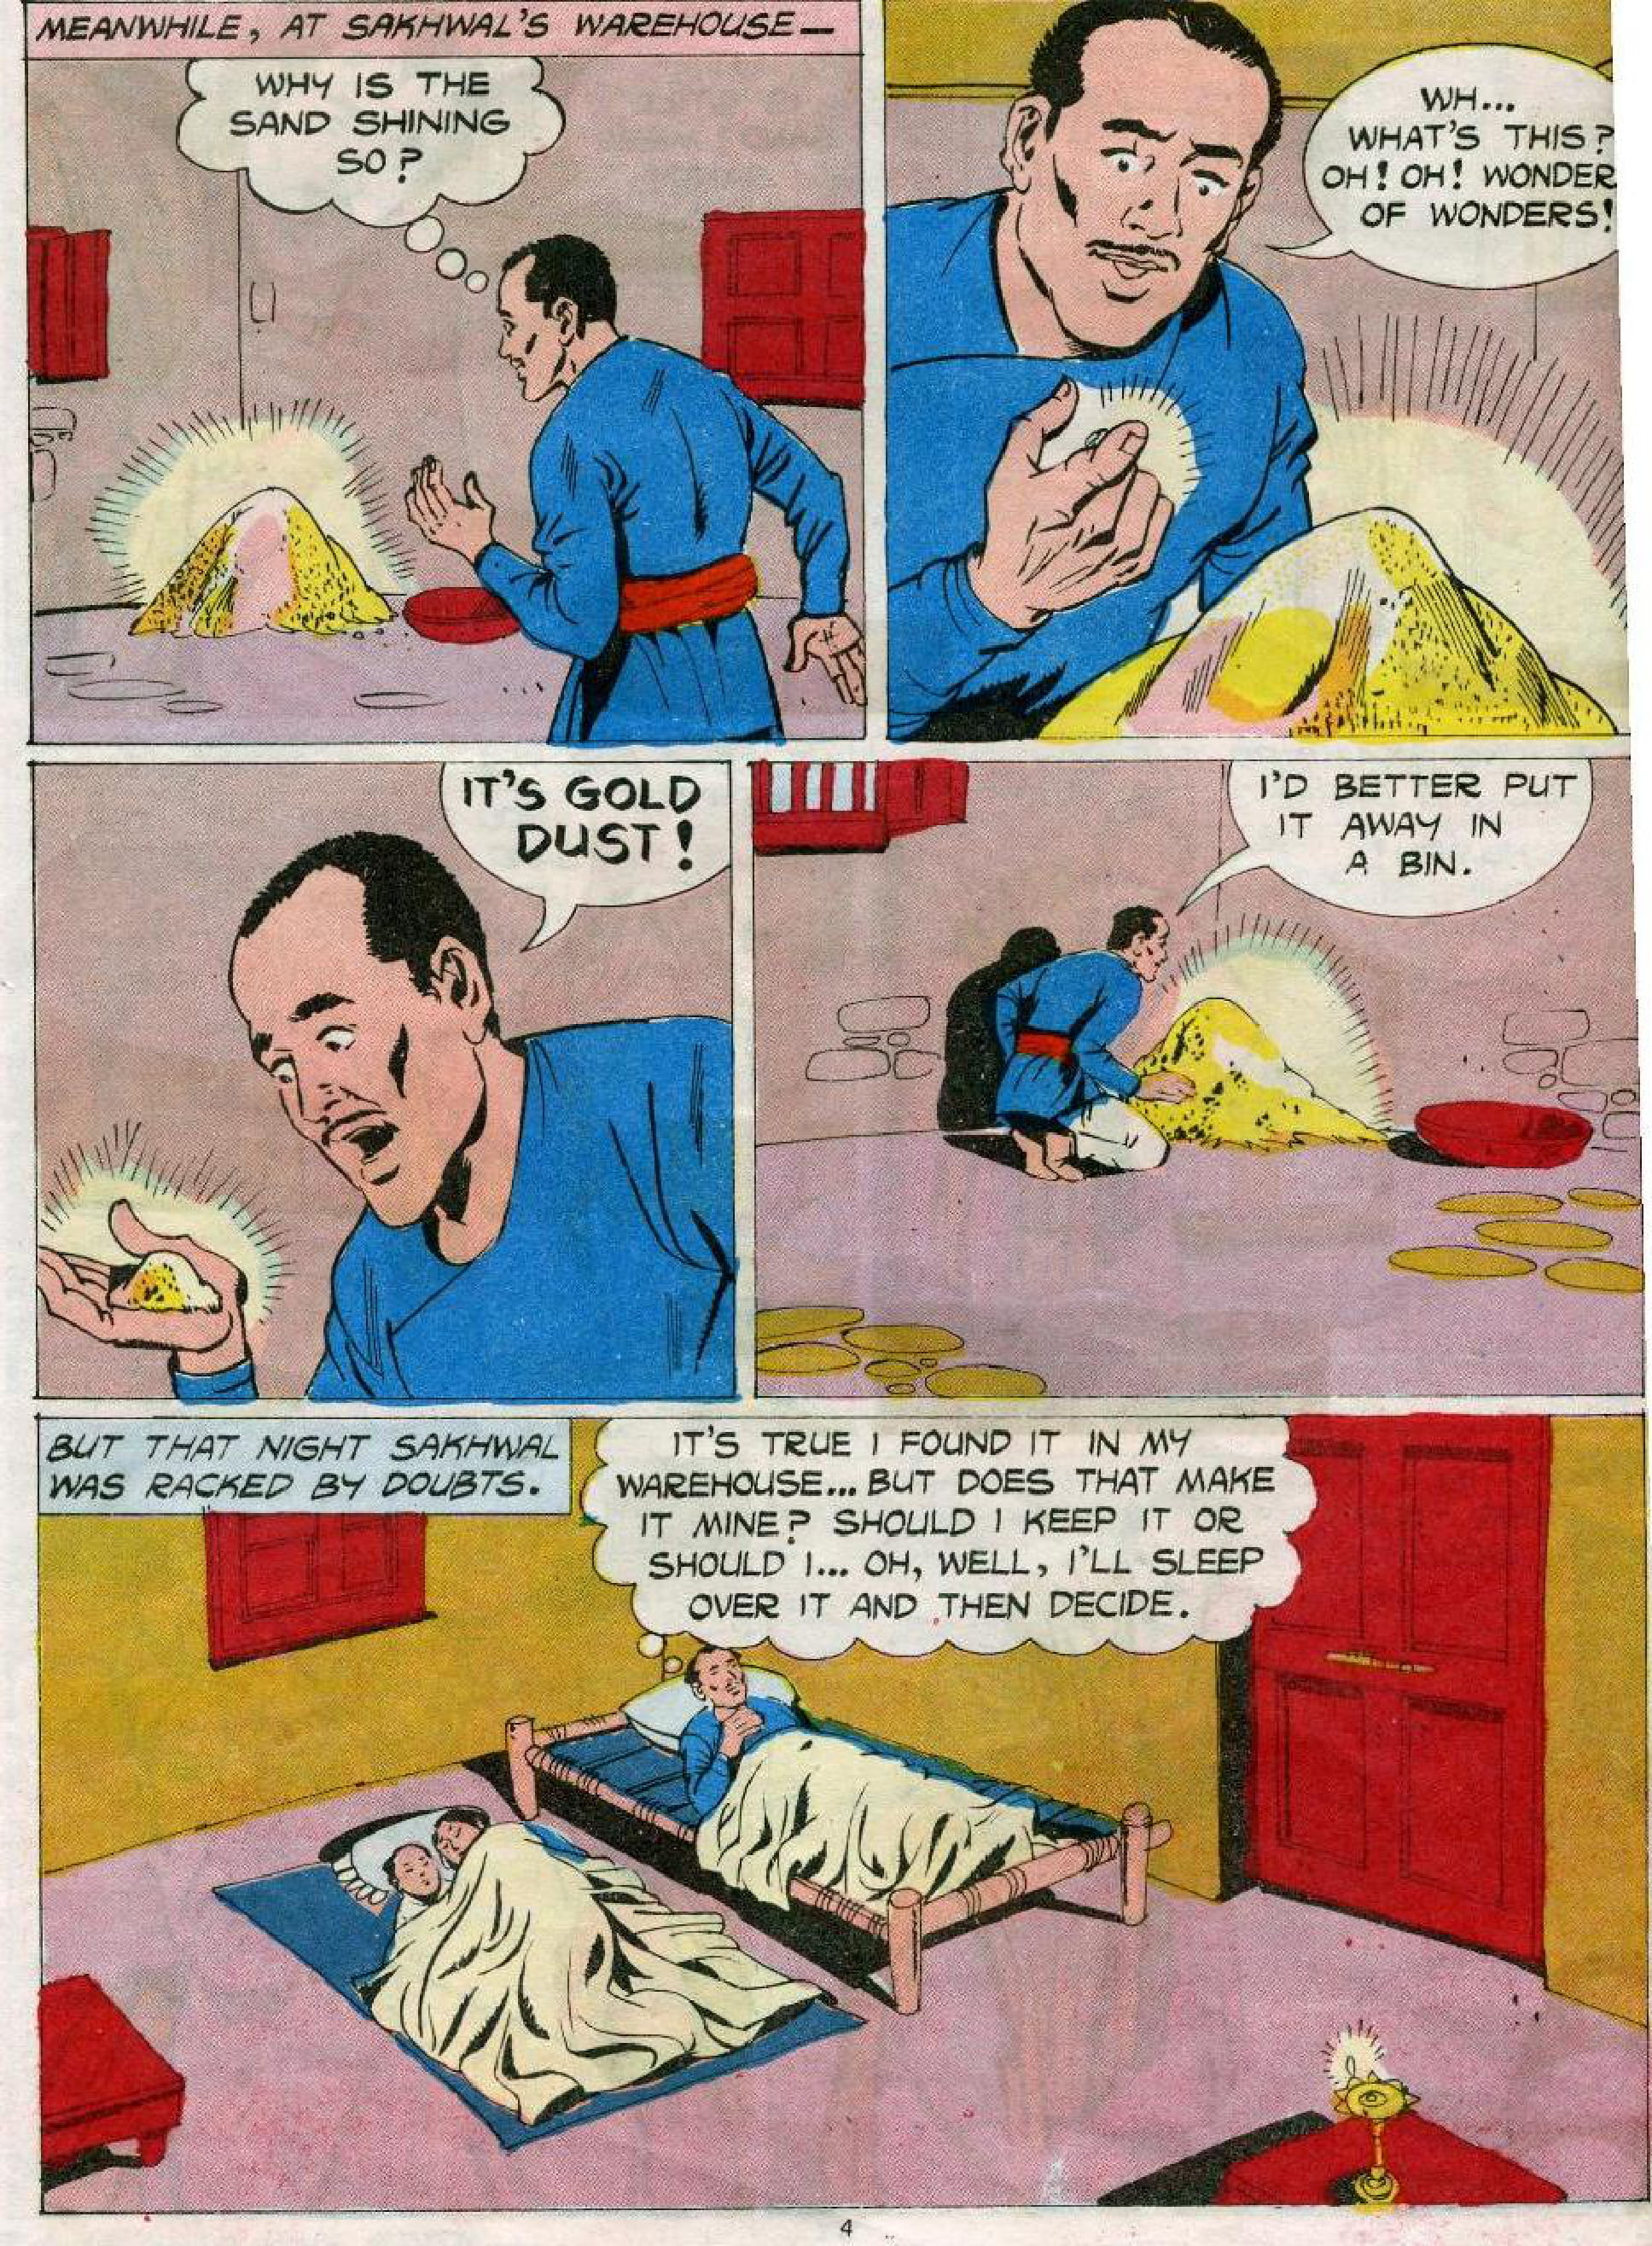 MEANWHILE, AT SAKHWAL'S WAREHOUSE—
WHY IS THE
SAND SHINING
SO?
WH...
WHAT'S THIS?
OH! OH! WONDER
OF WONDERS!
IT'S GOLD
DUST!
I'D BETTER PUT
IT AWAY IN
A BIN.
BUT THAT NIGHT SAKHWAL
WAS RACKED BY DOUBTS.
IT'S TRUE I FOUND IT IN MY
WAREHOUSE... BUT DOES THAT MAKE
IT MINE? SHOULD I KEEP IT OR
SHOULD I... OH, WELL, I'LL SLEEP
OVER IT AND THEN DECIDE.
4